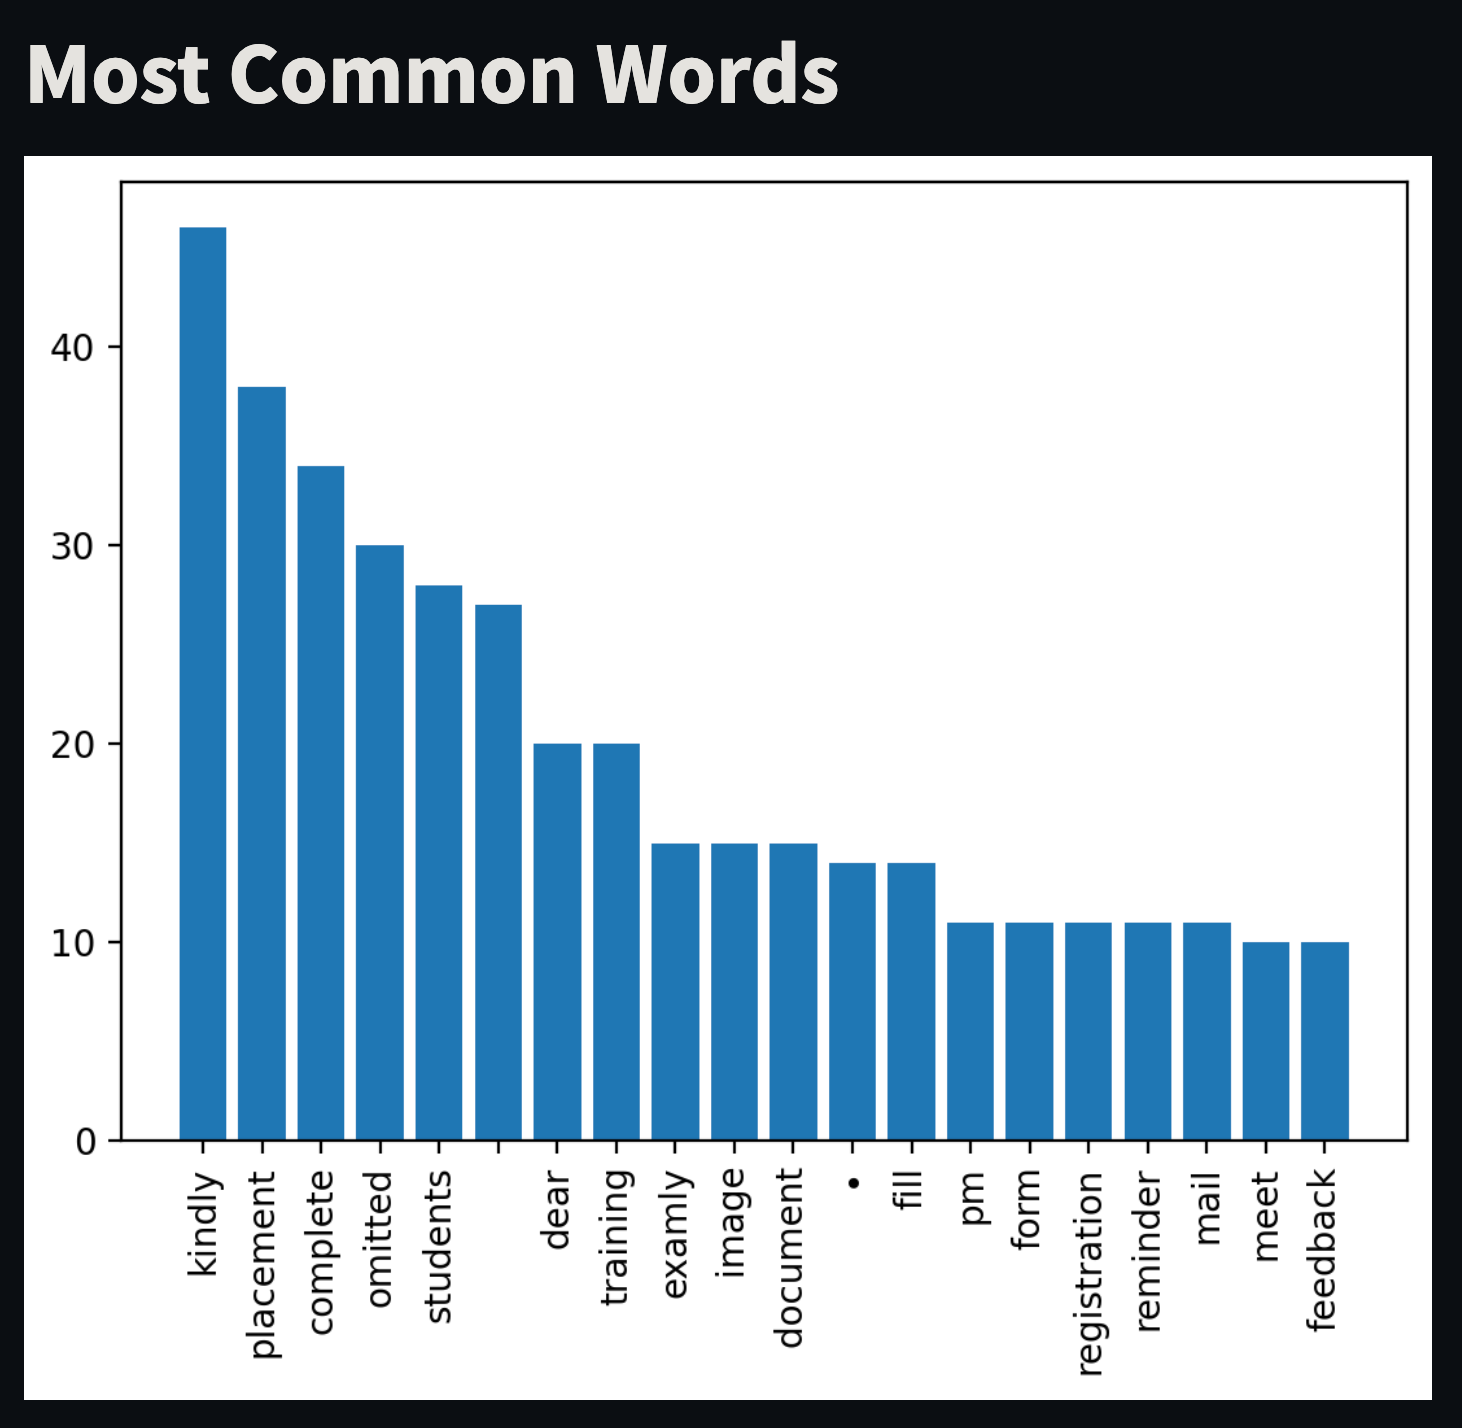 Most Common Words
40
30
20
10
0
kindly
placement
complete
omitted
students
dear
training
examly
image
document
•
fill
pm
form
registration
reminder
mail
meet
feedback